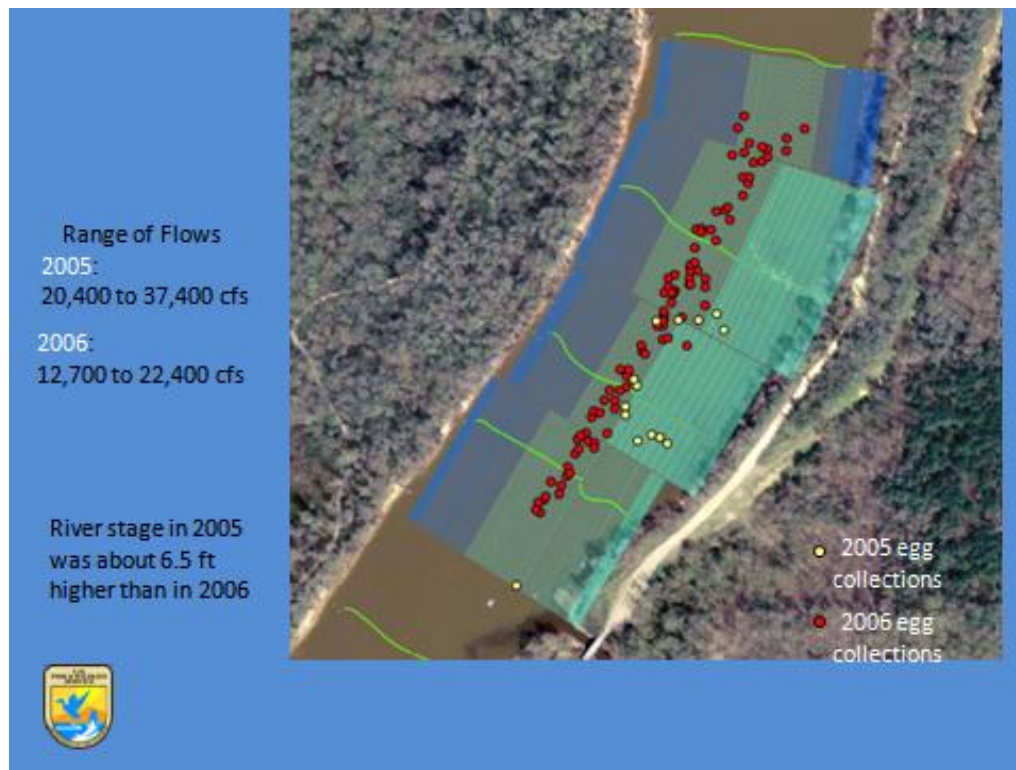 Range of Flows
2005:
20,400 to 37,400 cfs
2006:
12,700 to 22,400 cfs
River stage in 2005
was about 6.5 ft
higher than in 2006
2005 egg
collections
2006 egg
collections